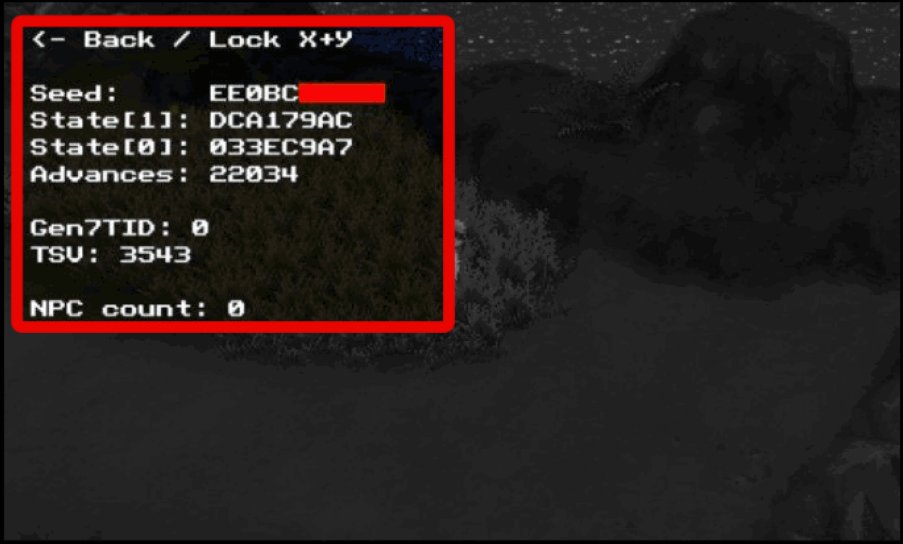 <- Back / Lock X+Y
Seed: EE0BC
State[1]: DCA179AC
State[0]: 033EC9A7
Advances: 22034
Gen7TID: 0
TSV: 3543
NPC count: 0